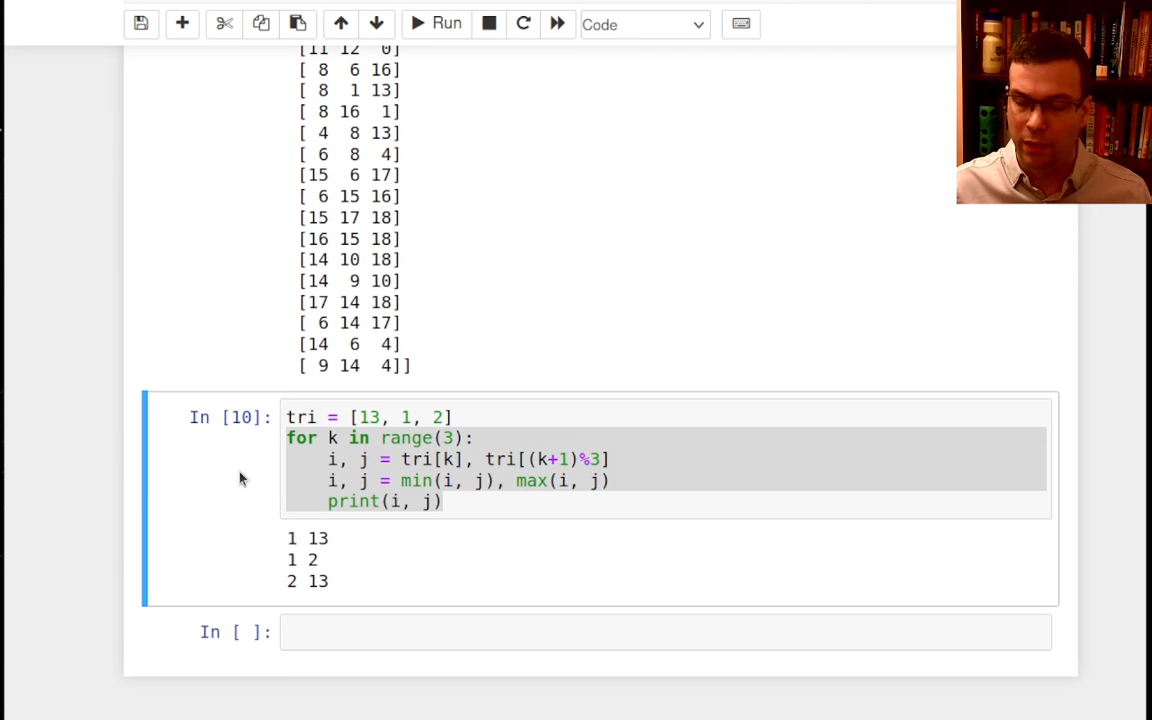 Run
Code
[11 12 0]
[ 8 6 16]
[ 8 1 13]
[ 8 16 1]
[ 4 8 13]
[ 6 8 4]
[15 6 17]
[ 6 15 16]
[15 17 18]
[16 15 18]
[14 10 18]
[14 9 10]
[17 14 18]
[ 6 14 17]
[14 6 4]
[ 9 14 4]]
In [10]:
tri = [13, 1, 2]
for k in range(3):
    i, j = tri[k], tri[(k+1)%3]
    i, j = min(i, j), max(i, j)
    print(i, j)
1 13
1 2
2 13
In [ ]: